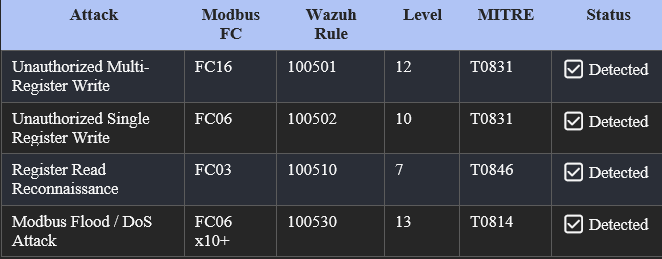 Attack Modbus FC Wazuh Rule Level MITRE Status
Unauthorized Multi-Register Write FC16 100501 12 T0831 Detected
Unauthorized Single Register Write FC06 100502 10 T0831 Detected
Register Read Reconnaissance FC03 100510 7 T0846 Detected
Modbus Flood / DoS Attack FC06 x10+ 100530 13 T0814 Detected